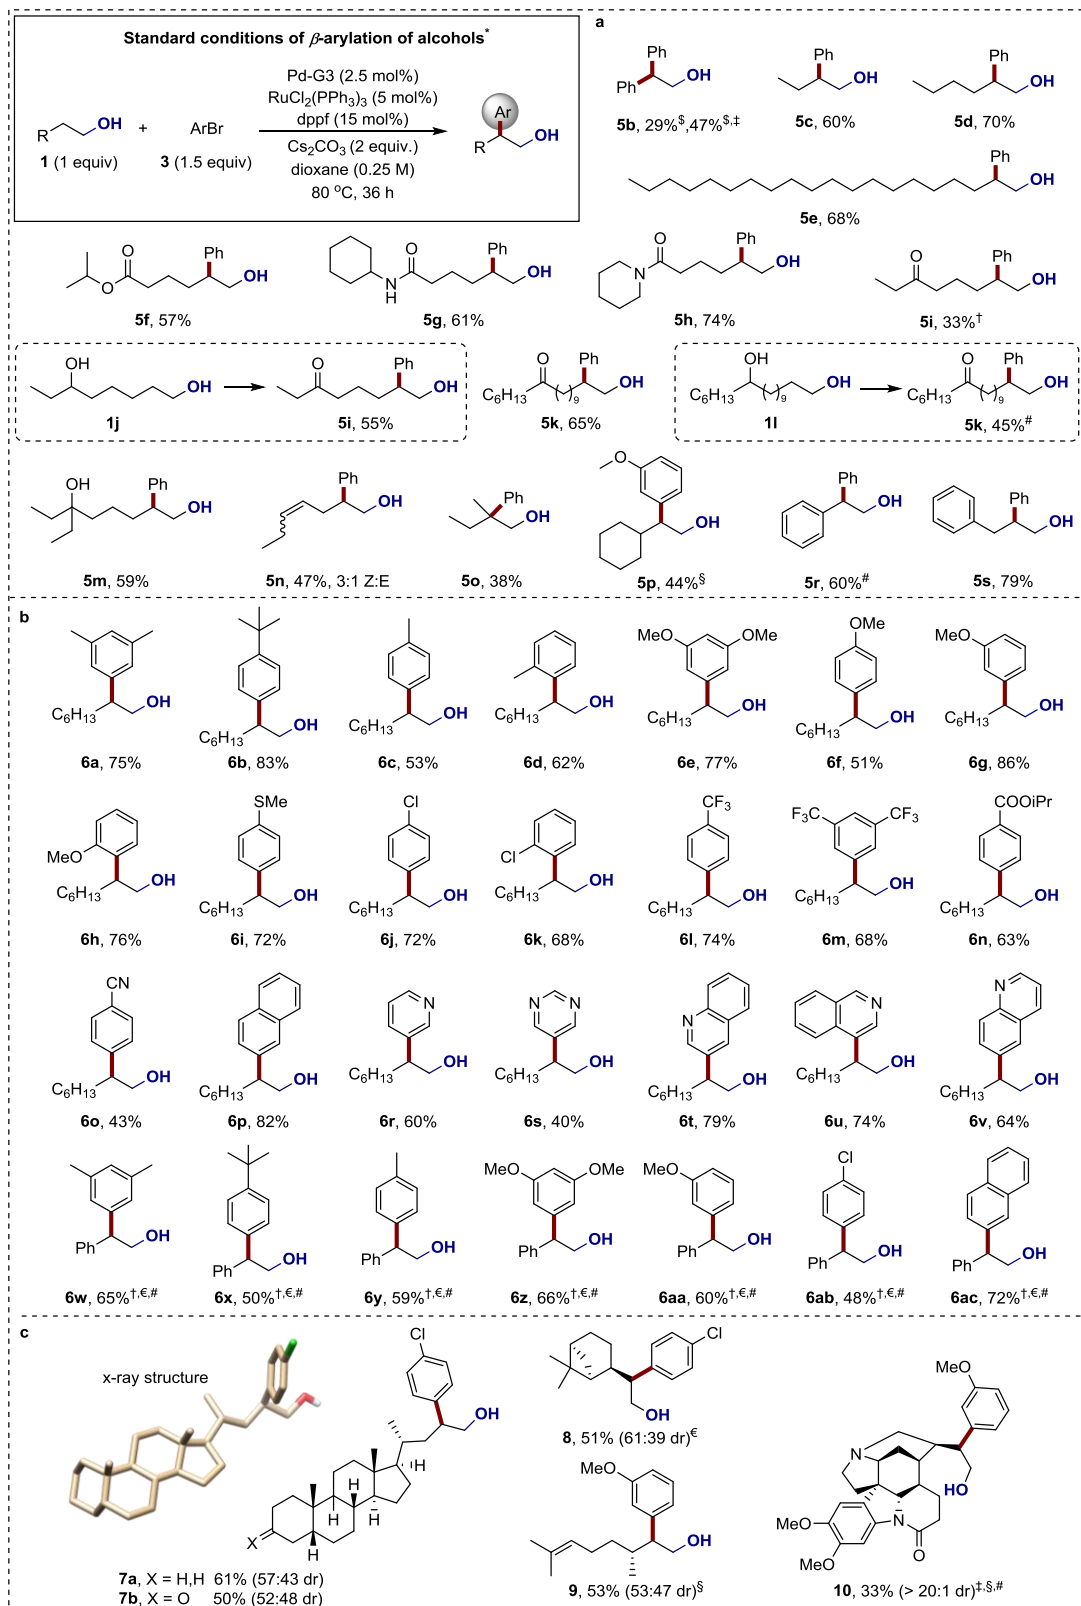 Standard conditions of β-arylation of alcohols*
R OH
1 (1 equiv)
+
ArBr
3 (1.5 equiv)
Pd-G3 (2.5 mol%)
RuCl2(PPh3)3 (5 mol%)
dppf (15 mol%)
Cs2CO3 (2 equiv.)
dioxane (0.25 M)
80 oC, 36 h
Ar
R OH
a
Ph Ph OH
5b, 29%$,47%$,‡
Ph OH
5c, 60%
Ph OH
5d, 70%
Ph OH
5e, 68%
O O Ph OH
5f, 57%
N H O Ph OH
5g, 61%
N O Ph OH
5h, 74%
O Ph OH
5i, 33%†
OH OH
1j
O Ph OH
5i, 55%
C6H13 O 9 Ph OH
5k, 65%
C6H13 OH 9 OH
1l
C6H13 O 9 Ph OH
5k, 45%#
OH Ph OH
5m, 59%
Ph OH
5n, 47%, 3:1 Z:E
Ph OH
5o, 38%
O OH
5p, 44%§
Ph OH
5r, 60%#
Ph OH
5s, 79%
b
C6H13 OH
6a, 75%
C6H13 OH
6b, 83%
C6H13 OH
6c, 53%
C6H13 OH
6d, 62%
MeO OMe C6H13 OH
6e, 77%
OMe C6H13 OH
6f, 51%
MeO C6H13 OH
6g, 86%
MeO C6H13 OH
6h, 76%
SMe C6H13 OH
6i, 72%
Cl C6H13 OH
6j, 72%
Cl C6H13 OH
6k, 68%
CF3 C6H13 OH
6l, 74%
F3C CF3 C6H13 OH
6m, 68%
COOiPr C6H13 OH
6n, 63%
CN C6H13 OH
6o, 43%
C6H13 OH
6p, 82%
N C6H13 OH
6r, 60%
N N C6H13 OH
6s, 40%
N C6H13 OH
6t, 79%
N C6H13 OH
6u, 74%
N C6H13 OH
6v, 64%
Ph OH
6w, 65%†,€,#
Ph OH
6x, 50%†,€,#
Ph OH
6y, 59%†,€,#
MeO OMe Ph OH
6z, 66%†,€,#
MeO Ph OH
6aa, 60%†,€,#
Cl Ph OH
6ab, 48%†,€,#
Ph OH
6ac, 72%†,€,#
c
x-ray structure
Cl OH H H H H H X
7a, X = H,H 61% (57:43 dr)
7b, X = O 50% (52:48 dr)
Cl OH
8, 51% (61:39 dr)€
MeO OH
9, 53% (53:47 dr)§
MeO N HO MeO MeO N O
10, 33% (> 20:1 dr)‡,§,#